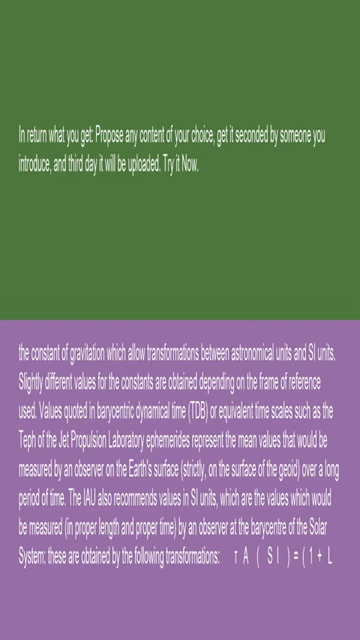 In return what you get: Propose any content of your choice, get it seconded by someone you
introduce, and third day it will be uploaded. Try it Now.
the constant of gravitation which allow transformations between astronomical units and SI units.
Slightly different values for the constants are obtained depending on the frame of reference
used. Values quoted in barycentric dynamical time (TDB) or equivalent time scales such as the
Teph of the Jet Propulsion Laboratory ephemerides represent the mean values that would be
measured by an observer on the Earth's surface (strictly, on the surface of the geoid) over a long
period of time. The IAU also recommends values in SI units, which are the values which would
be measured (in proper length and proper time) by an observer at the barycentre of the Solar
System: these are obtained by the following transformations: τ A ( S I ) = ( 1 + L